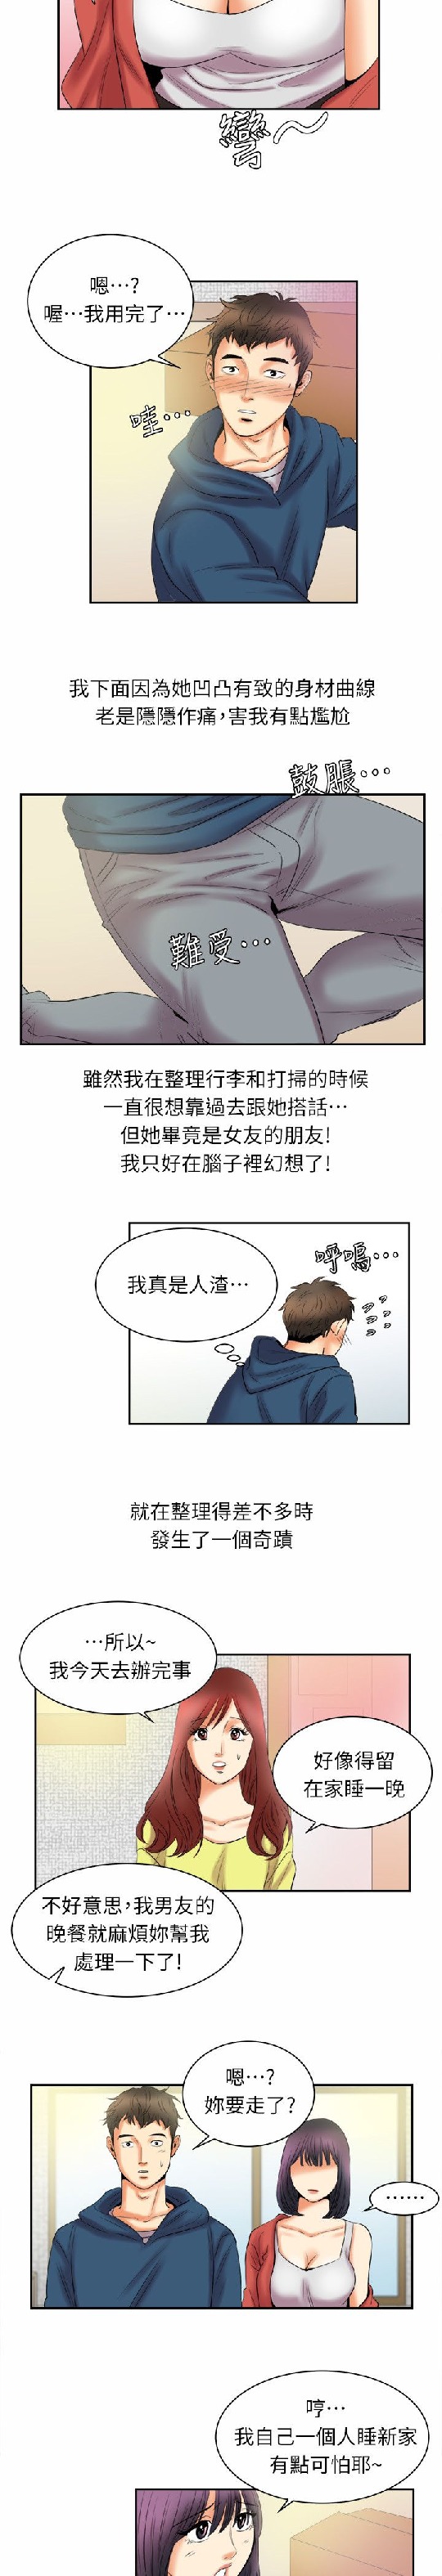 彎~
嗯…?
喔…我用完了…
哇…
我下面因為她凹凸有致的身材曲線
老是隱隱作痛,害我有點尷尬
鼓脹…
難受…
雖然我在整理行李和打掃的時候
一直很想靠過去跟她搭話…
但她畢竟是女友的朋友!
我只好在腦子裡幻想了!
呼嗚…
我真是人渣…
就在整理得差不多時
發生了一個奇蹟
…所以~
我今天去辦完事
好像得留
在家睡一晚
不好意思,我男友的
晚餐就麻煩妳幫我
處理一下了!
嗯…?
妳要走了?
……
哼…
我自己一個人睡新家
有點可怕耶~